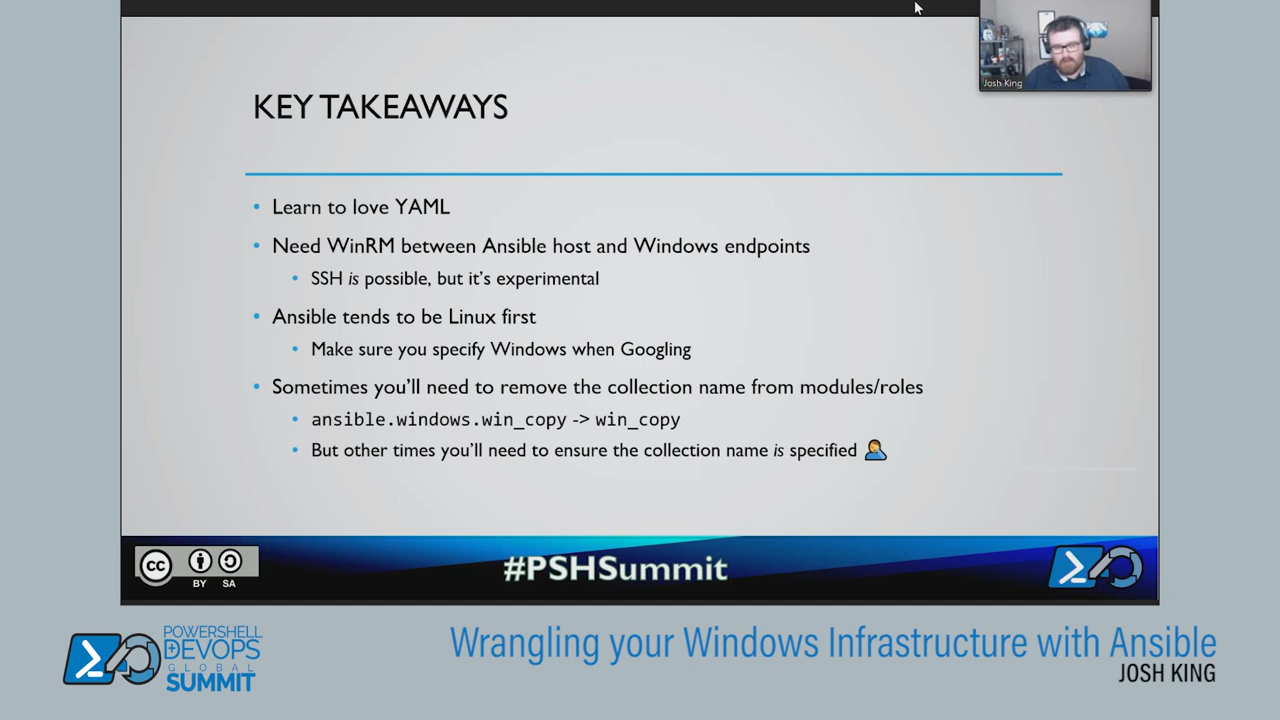 Josh King
KEY TAKEAWAYS
• Learn to love YAML
• Need WinRM between Ansible host and Windows endpoints
• SSH is possible, but it's experimental
• Ansible tends to be Linux first
• Make sure you specify Windows when Googling
• Sometimes you'll need to remove the collection name from modules/roles
• ansible.windows.win_copy -> win_copy
• But other times you'll need to ensure the collection name is specified 🤦
cc
BY SA
#PSHSummit
POWERSHELL
DEVOPS
GLOBAL
SUMMIT
Wrangling your Windows Infrastructure with Ansible
JOSH KING